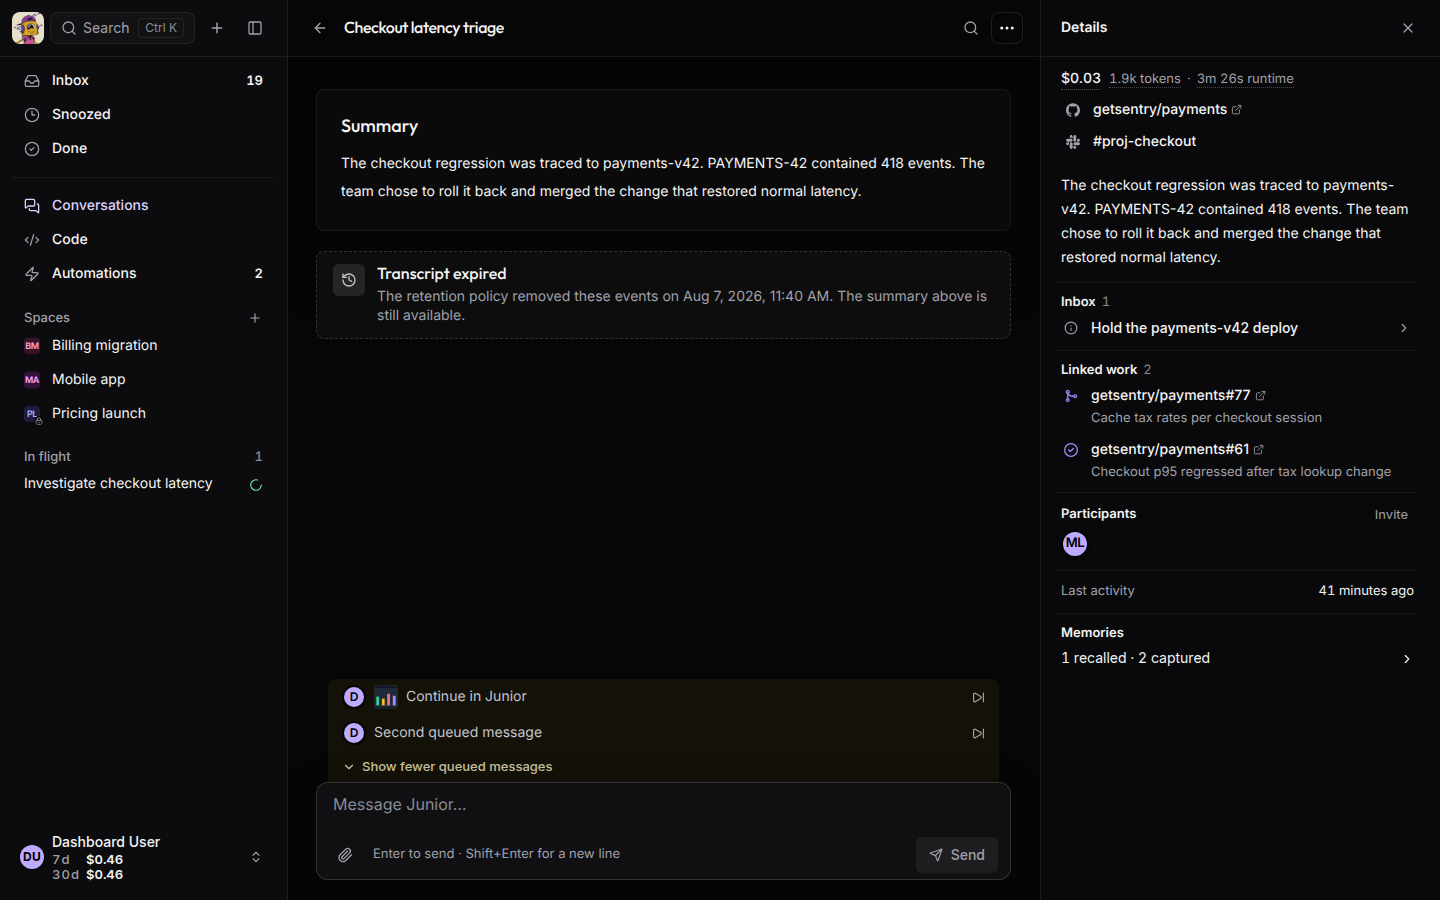 Search Ctrl K
Inbox 19
Snoozed
Done
Conversations
Code
Automations 2
Spaces
BM Billing migration
MA Mobile app
PL Pricing launch
In flight 1
Investigate checkout latency
DU Dashboard User
7d $0.46
30d $0.46
Checkout latency triage
Summary
The checkout regression was traced to payments-v42. PAYMENTS-42 contained 418 events. The
team chose to roll it back and merged the change that restored normal latency.
Transcript expired
The retention policy removed these events on Aug 7, 2026, 11:40 AM. The summary above is
still available.
D Continue in Junior
D Second queued message
Show fewer queued messages
Message Junior...
Enter to send · Shift+Enter for a new line
Send
Details
$0.03 1.9k tokens · 3m 26s runtime
getsentry/payments
#proj-checkout
The checkout regression was traced to payments-
v42. PAYMENTS-42 contained 418 events. The team
chose to roll it back and merged the change that
restored normal latency.
Inbox 1
Hold the payments-v42 deploy
Linked work 2
getsentry/payments#77
Cache tax rates per checkout session
getsentry/payments#61
Checkout p95 regressed after tax lookup change
Participants Invite
ML
Last activity 41 minutes ago
Memories
1 recalled · 2 captured